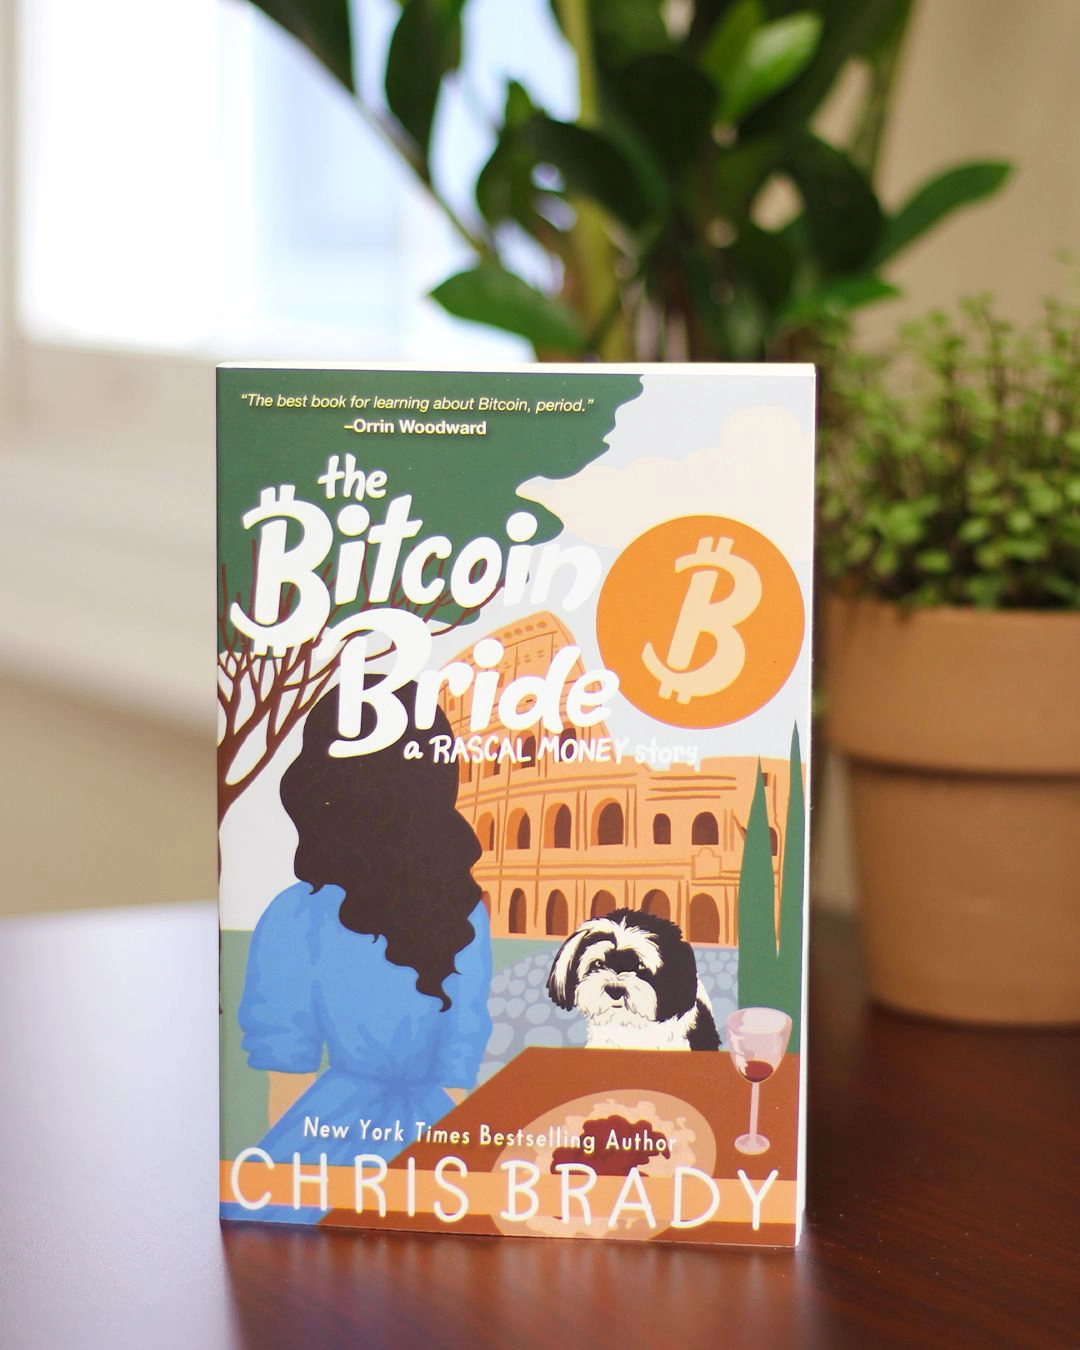 “The best book for learning about Bitcoin, period.”
–Orrin Woodward
the
Bitcoin
Bride
a RASCAL MONEY story
New York Times Bestselling Author
CHRIS BRADY